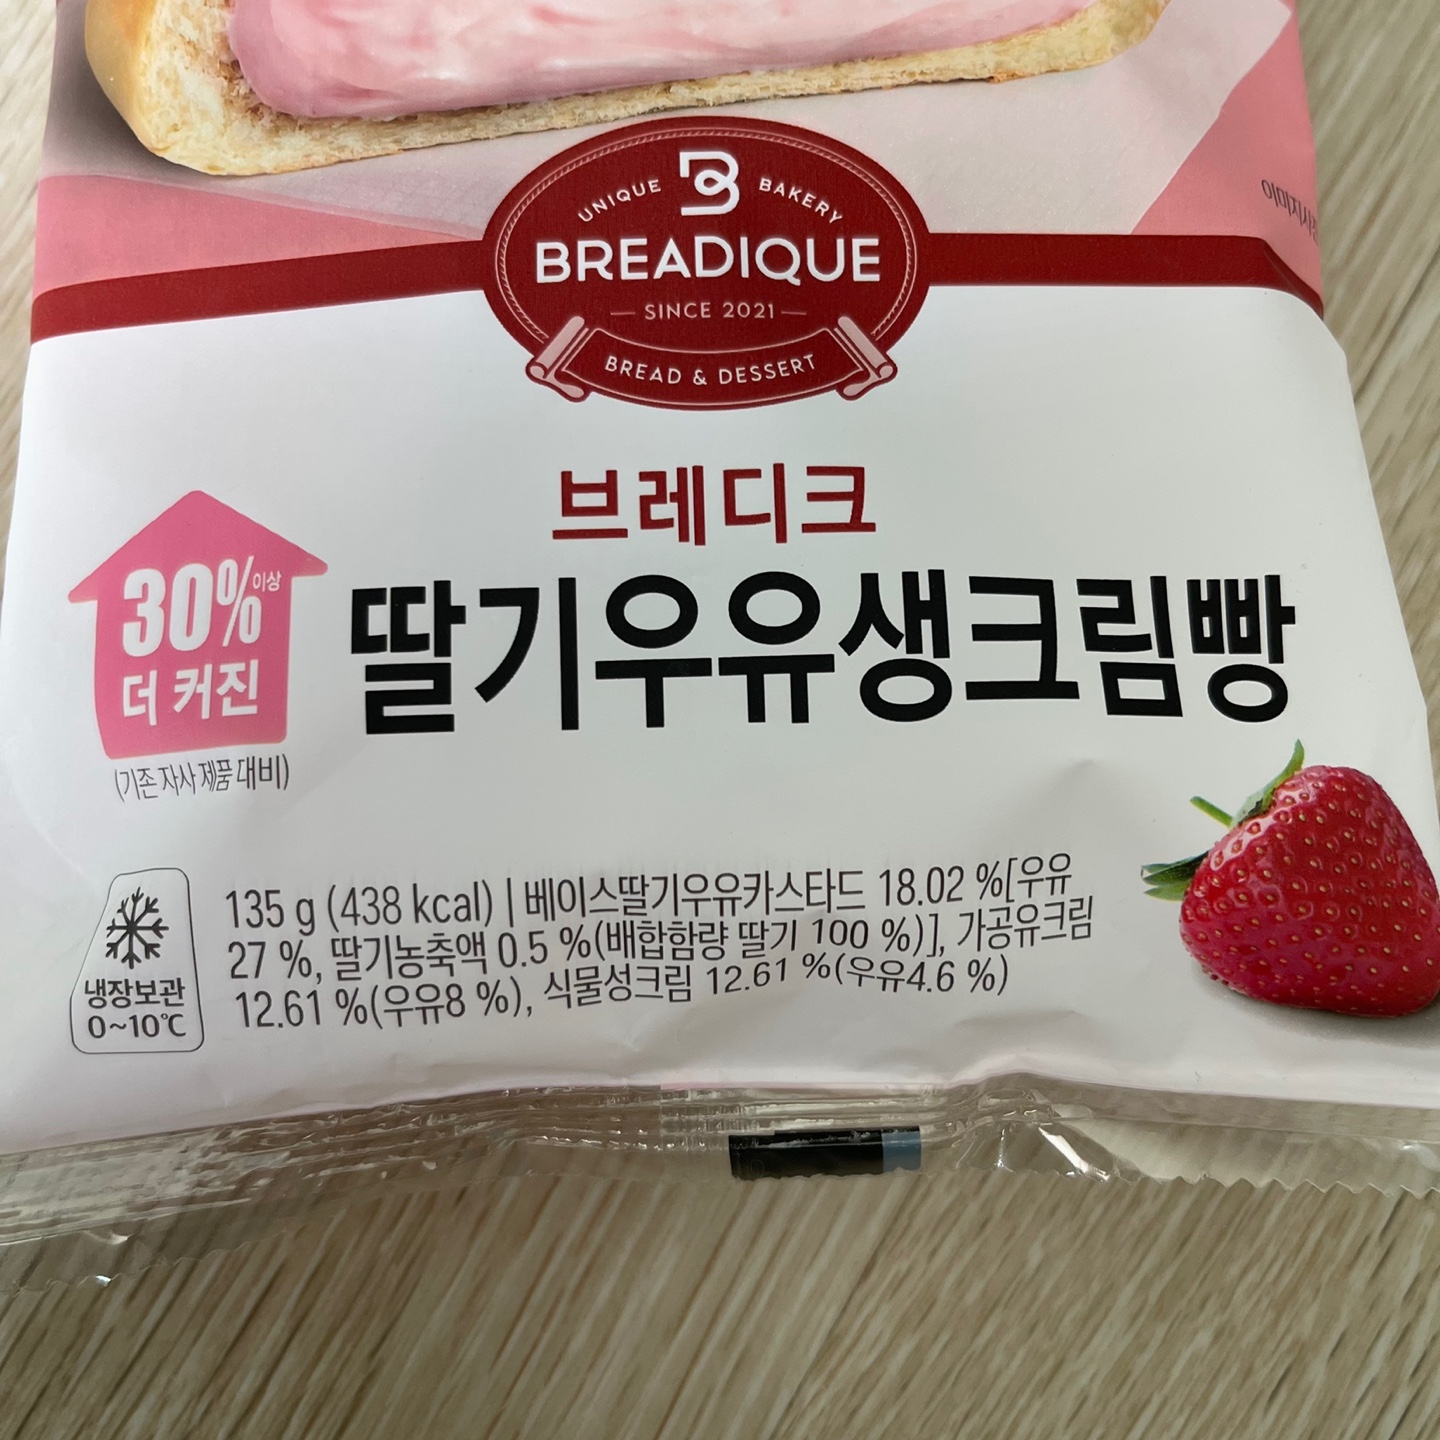 UNIQUE B BAKERY
BREADIQUE
SINCE 2021
BREAD & DESSERT
브레디크
30%이상
더 커진
딸기우유생크림빵
(기존 자사 제품 대비)
135 g (438 kcal) | 베이스딸기우유카스타드 18.02 %[우유
27 %, 딸기농축액 0.5 %(배합함량 딸기 100 %)], 가공유크림
12.61 %(우유8 %), 식물성크림 12.61 %(우유4.6 %)
냉장보관
0~10℃